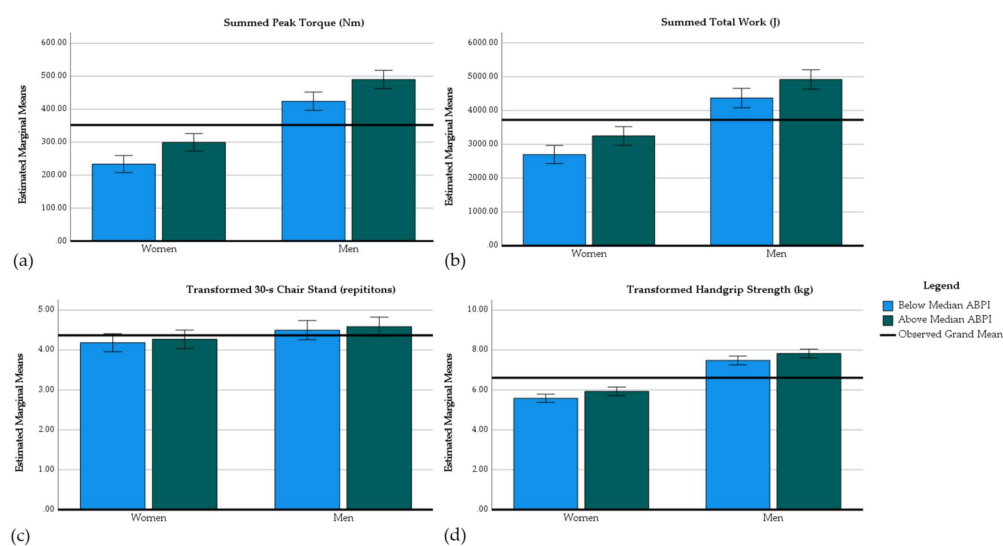 Summed Peak Torque (Nm)
600.00
500.00
400.00
300.00
200.00
100.00
.00
Estimated Marginal Means
Women
Men
(a)
Summed Total Work (J)
6000.00
5000.00
4000.00
3000.00
2000.00
1000.00
.00
Estimated Marginal Means
Women
Men
(b)
Transformed 30-s Chair Stand (repititons)
5.00
4.00
3.00
2.00
1.00
.00
Estimated Marginal Means
Women
Men
(c)
Transformed Handgrip Strength (kg)
10.00
8.00
6.00
4.00
2.00
.00
Estimated Marginal Means
Women
Men
(d)
Legend
Below Median ABPI
Above Median ABPI
Observed Grand Mean